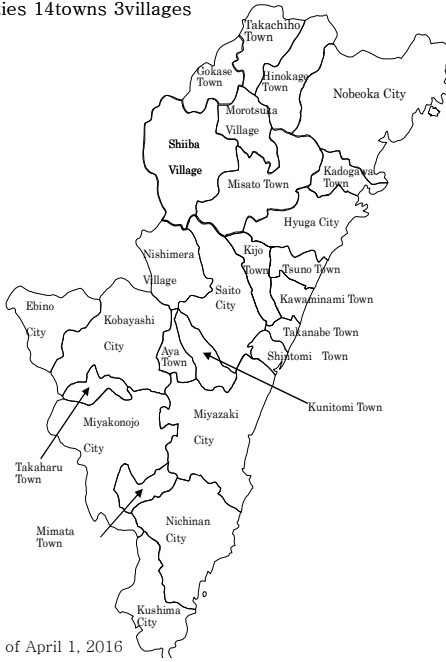 ties 14towns 3villages
Takachiho
Town
Gokase
Town
Hinokage
Town
Nobeoka City
Morotsuka
Village
Shiiba
Village
Misato Town
Kadogawa
Town
Hyuga City
Nishimera
Village
Kijo
Town
Tsuno Town
Saito
City
Kawaminami Town
Ebino
City
Kobayashi
City
Takanabe Town
Aya
Town
Shintomi Town
Kunitomi Town
Miyakonojo
City
Miyazaki
City
Takaharu
Town
Mimata
Town
Nichinan
City
Kushima
City
of April 1, 2016